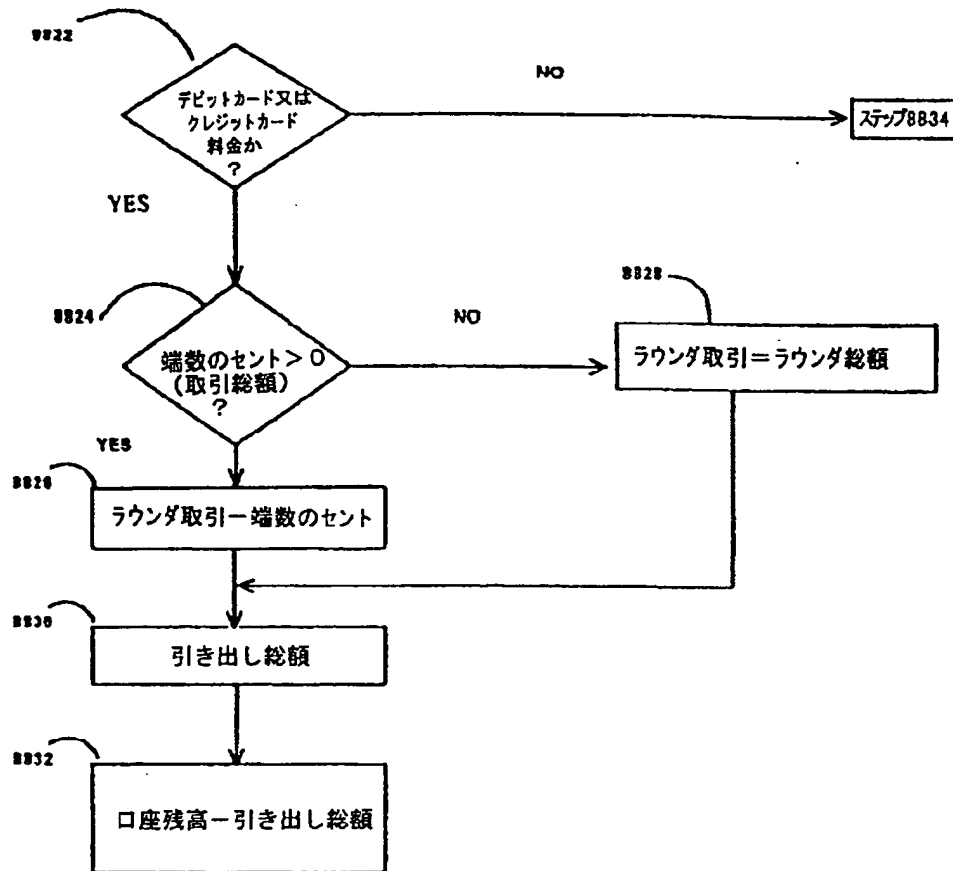 8822
デビットカード又は
クレジットカード
料金か
?
NO
ステップ8834
YES
8824
端数のセント>0
(取引総額)
?
NO
8828
ラウンダ取引=ラウンダ総額
YES
8826
ラウンダ取引-端数のセント
8830
引き出し総額
8832
口座残高-引き出し総額